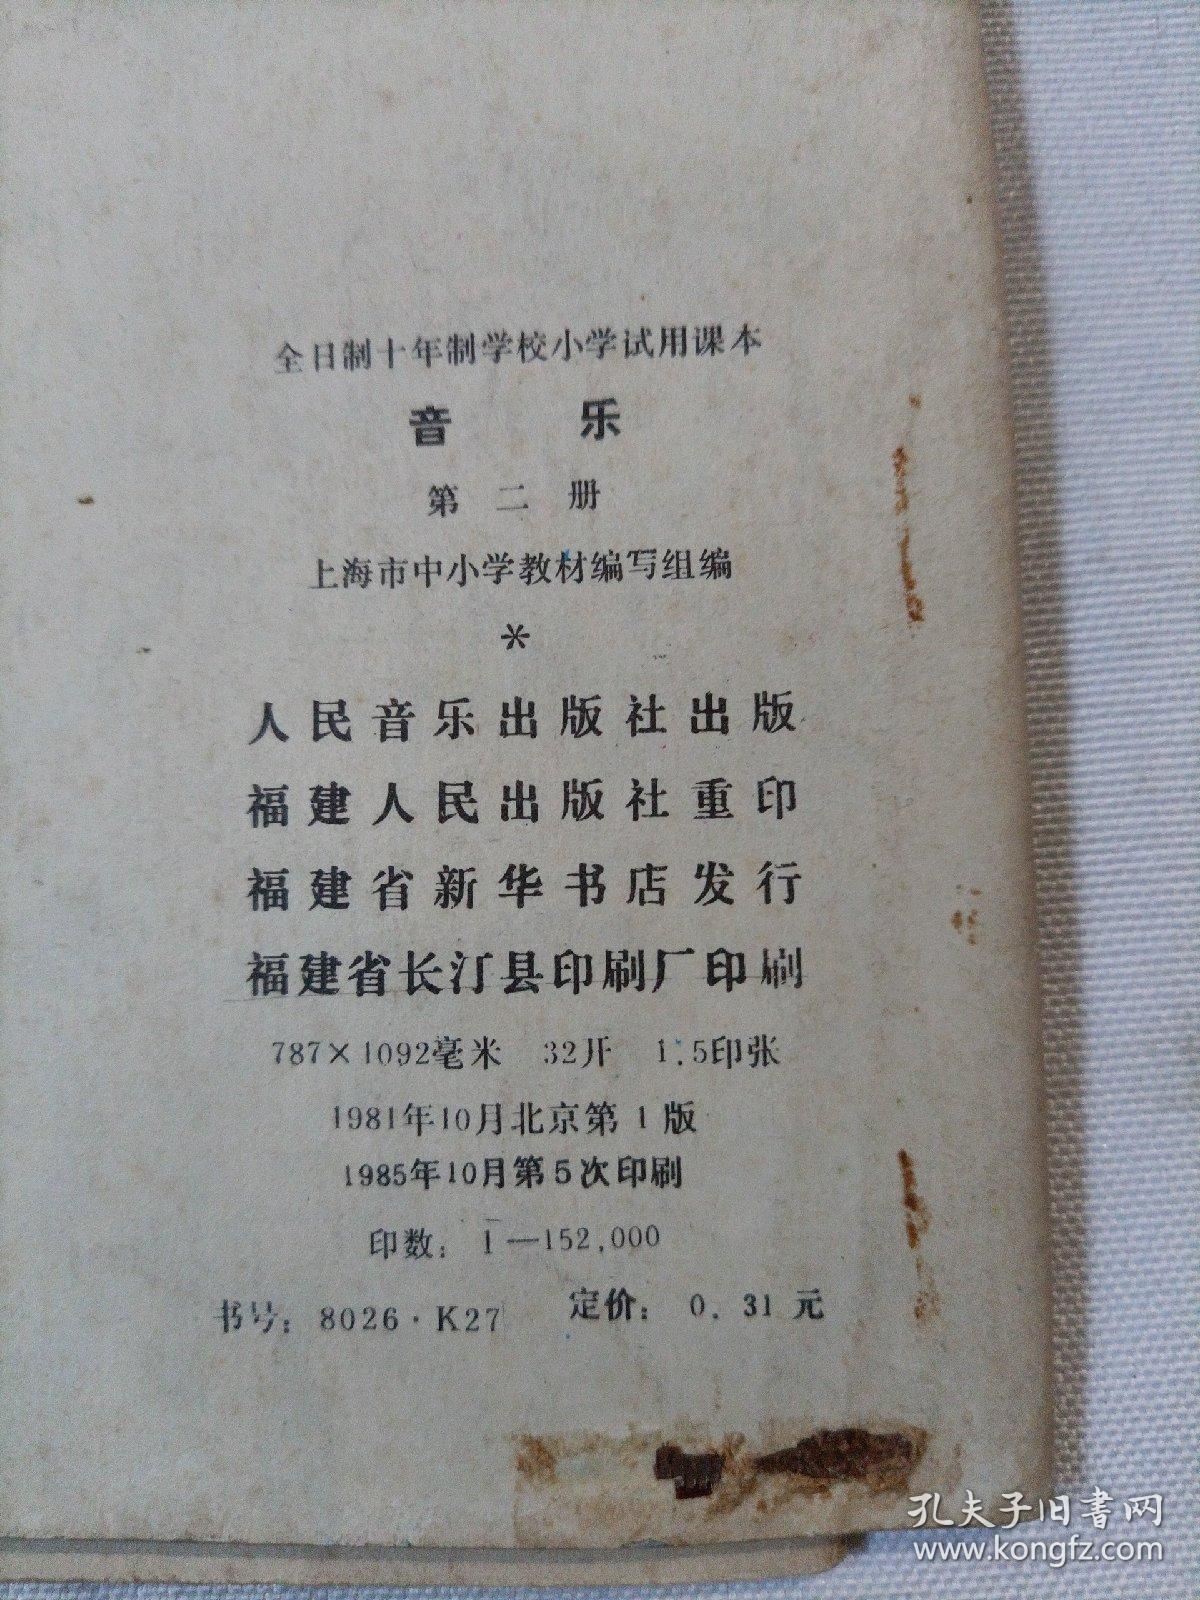 全日制十年制学校小学试用课本
音 乐
第 二 册
上海市中小学教材编写组编
*
人民音乐出版社出版
福建人民出版社重印
福建省新华书店发行
福建省长汀县印刷厂印刷
787×1092毫米 32开 1.5印张
1981年10月北京第1版
1985年10月第5次印刷
印数：1—152,000
书号：8026·K27 定价：0.31元
孔夫子旧書网
www.kongfz.com